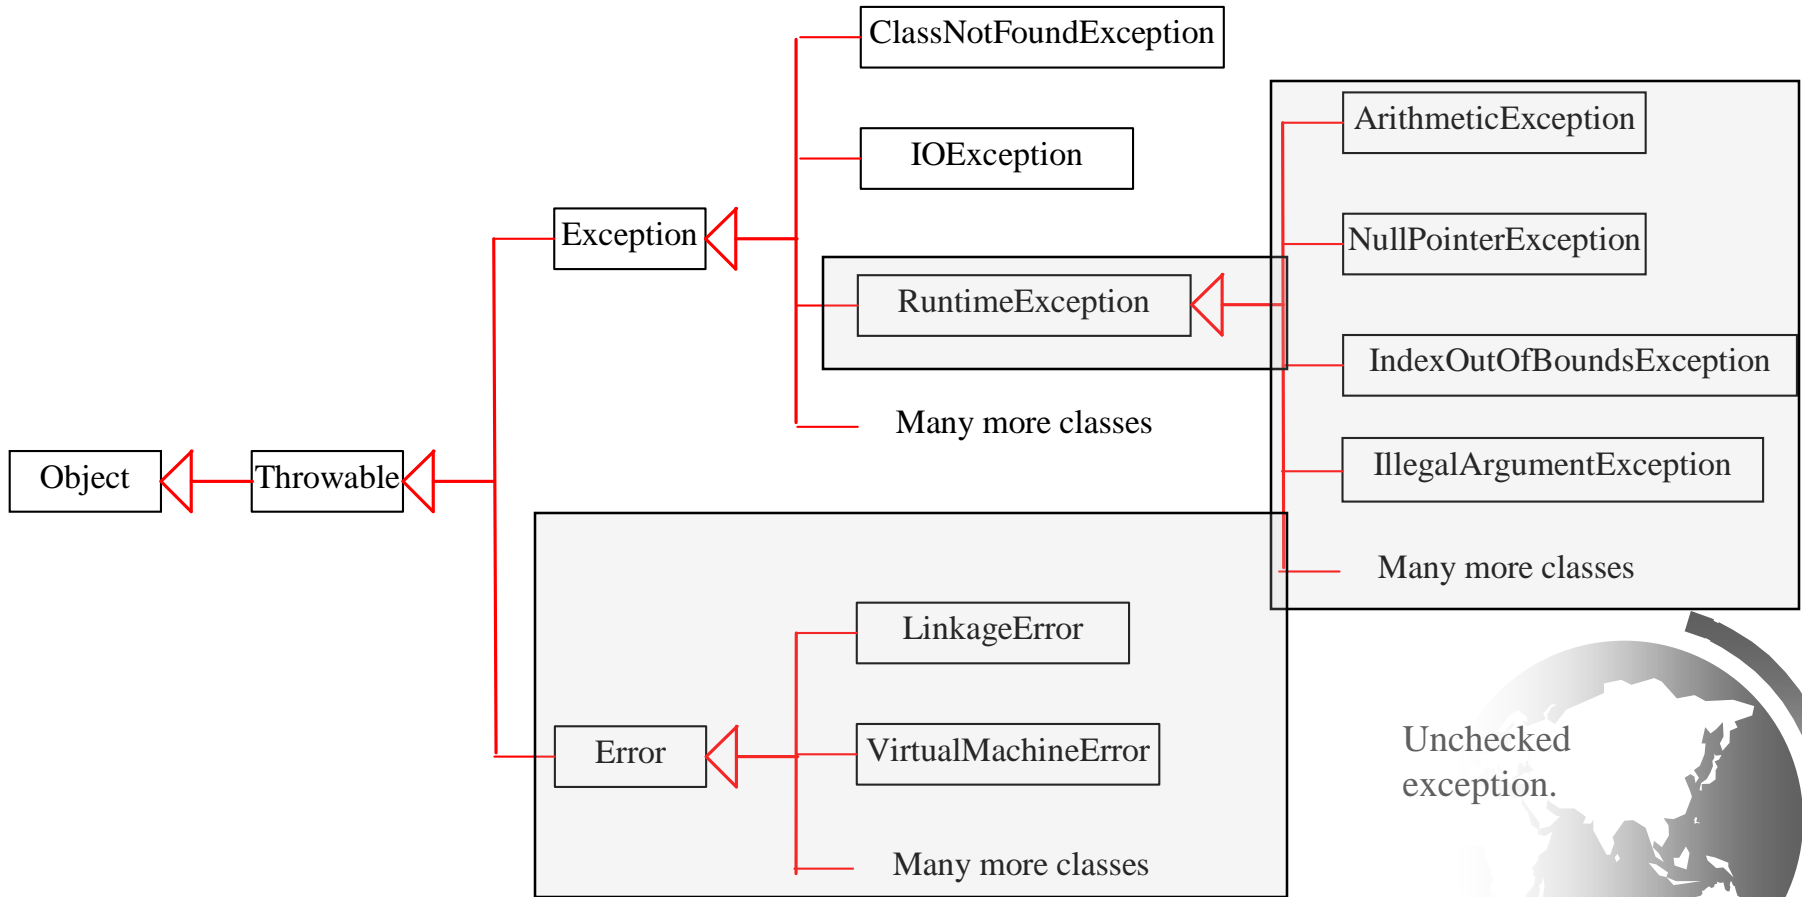 ClassNotFoundException
ArithmeticException
IOException
Exception
NullPointerException
RuntimeException
IndexOutOfBoundsException
Many more classes
Object
Throwable
IllegalArgumentException
Many more classes
LinkageError
Error
VirtualMachineError
Unchecked
exception.
Many more classes